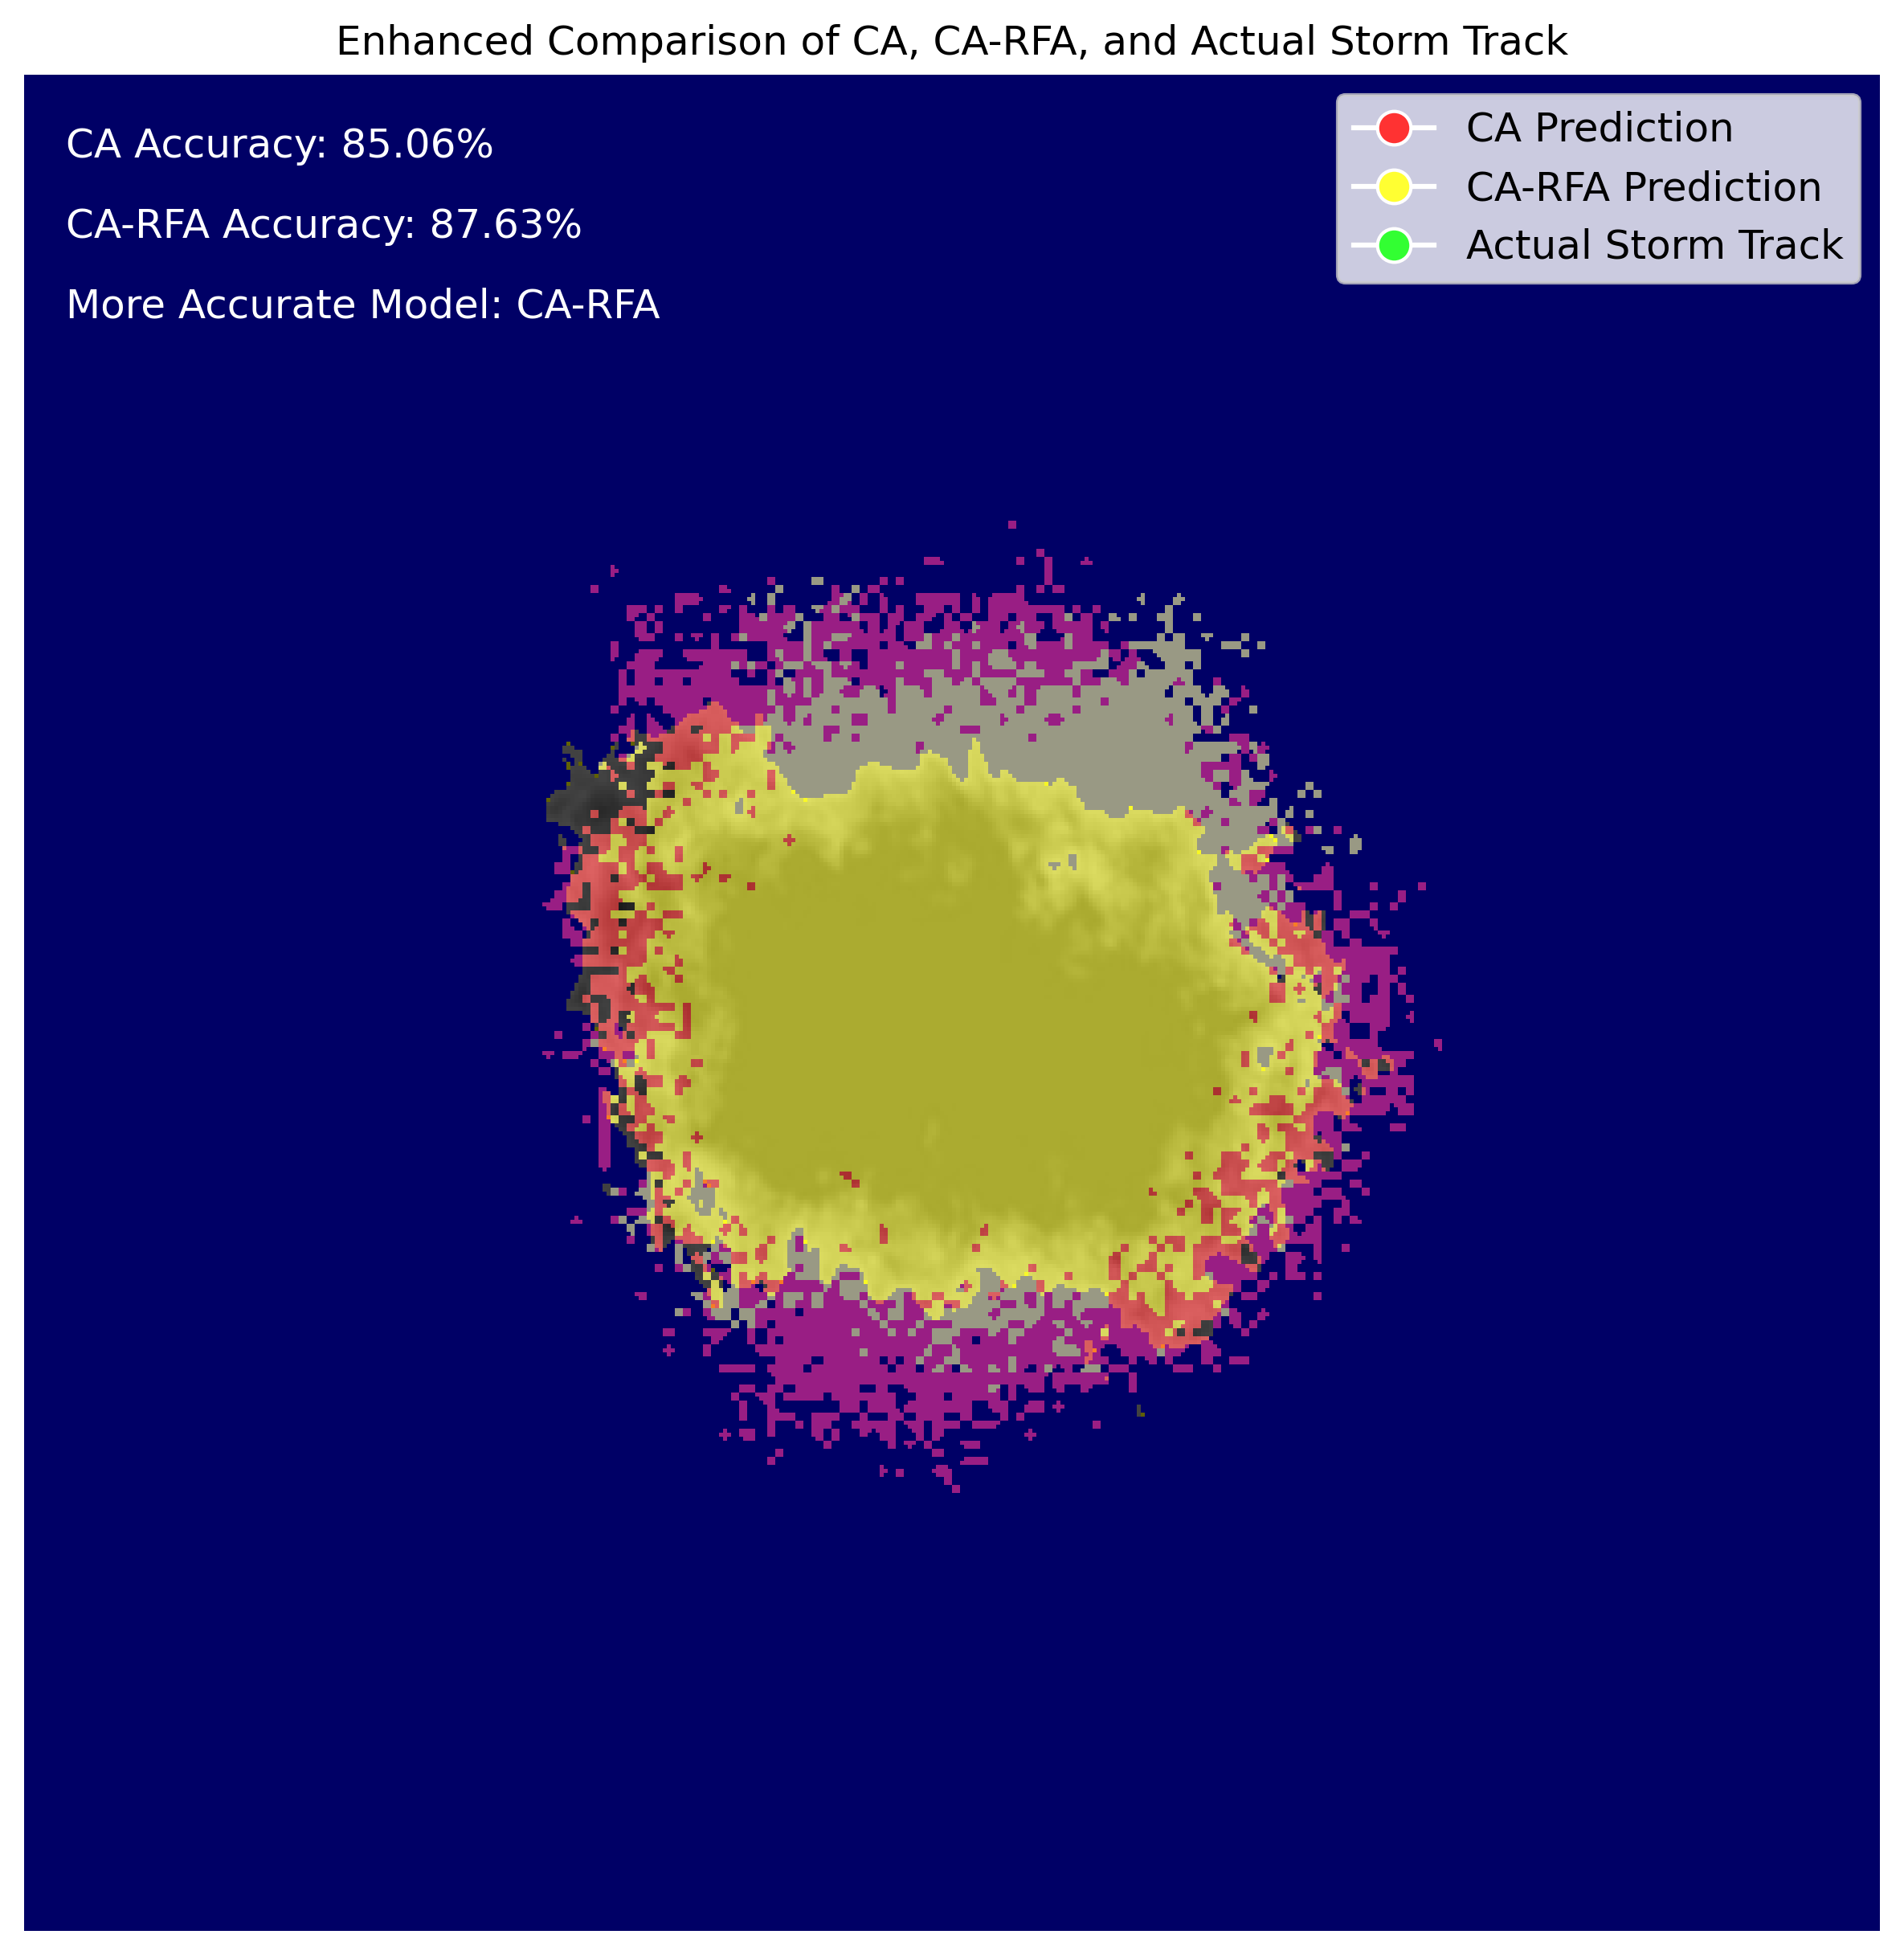 Enhanced Comparison of CA, CA-RFA, and Actual Storm Track
CA Accuracy: 85.06%
CA-RFA Accuracy: 87.63%
More Accurate Model: CA-RFA
CA Prediction
CA-RFA Prediction
Actual Storm Track